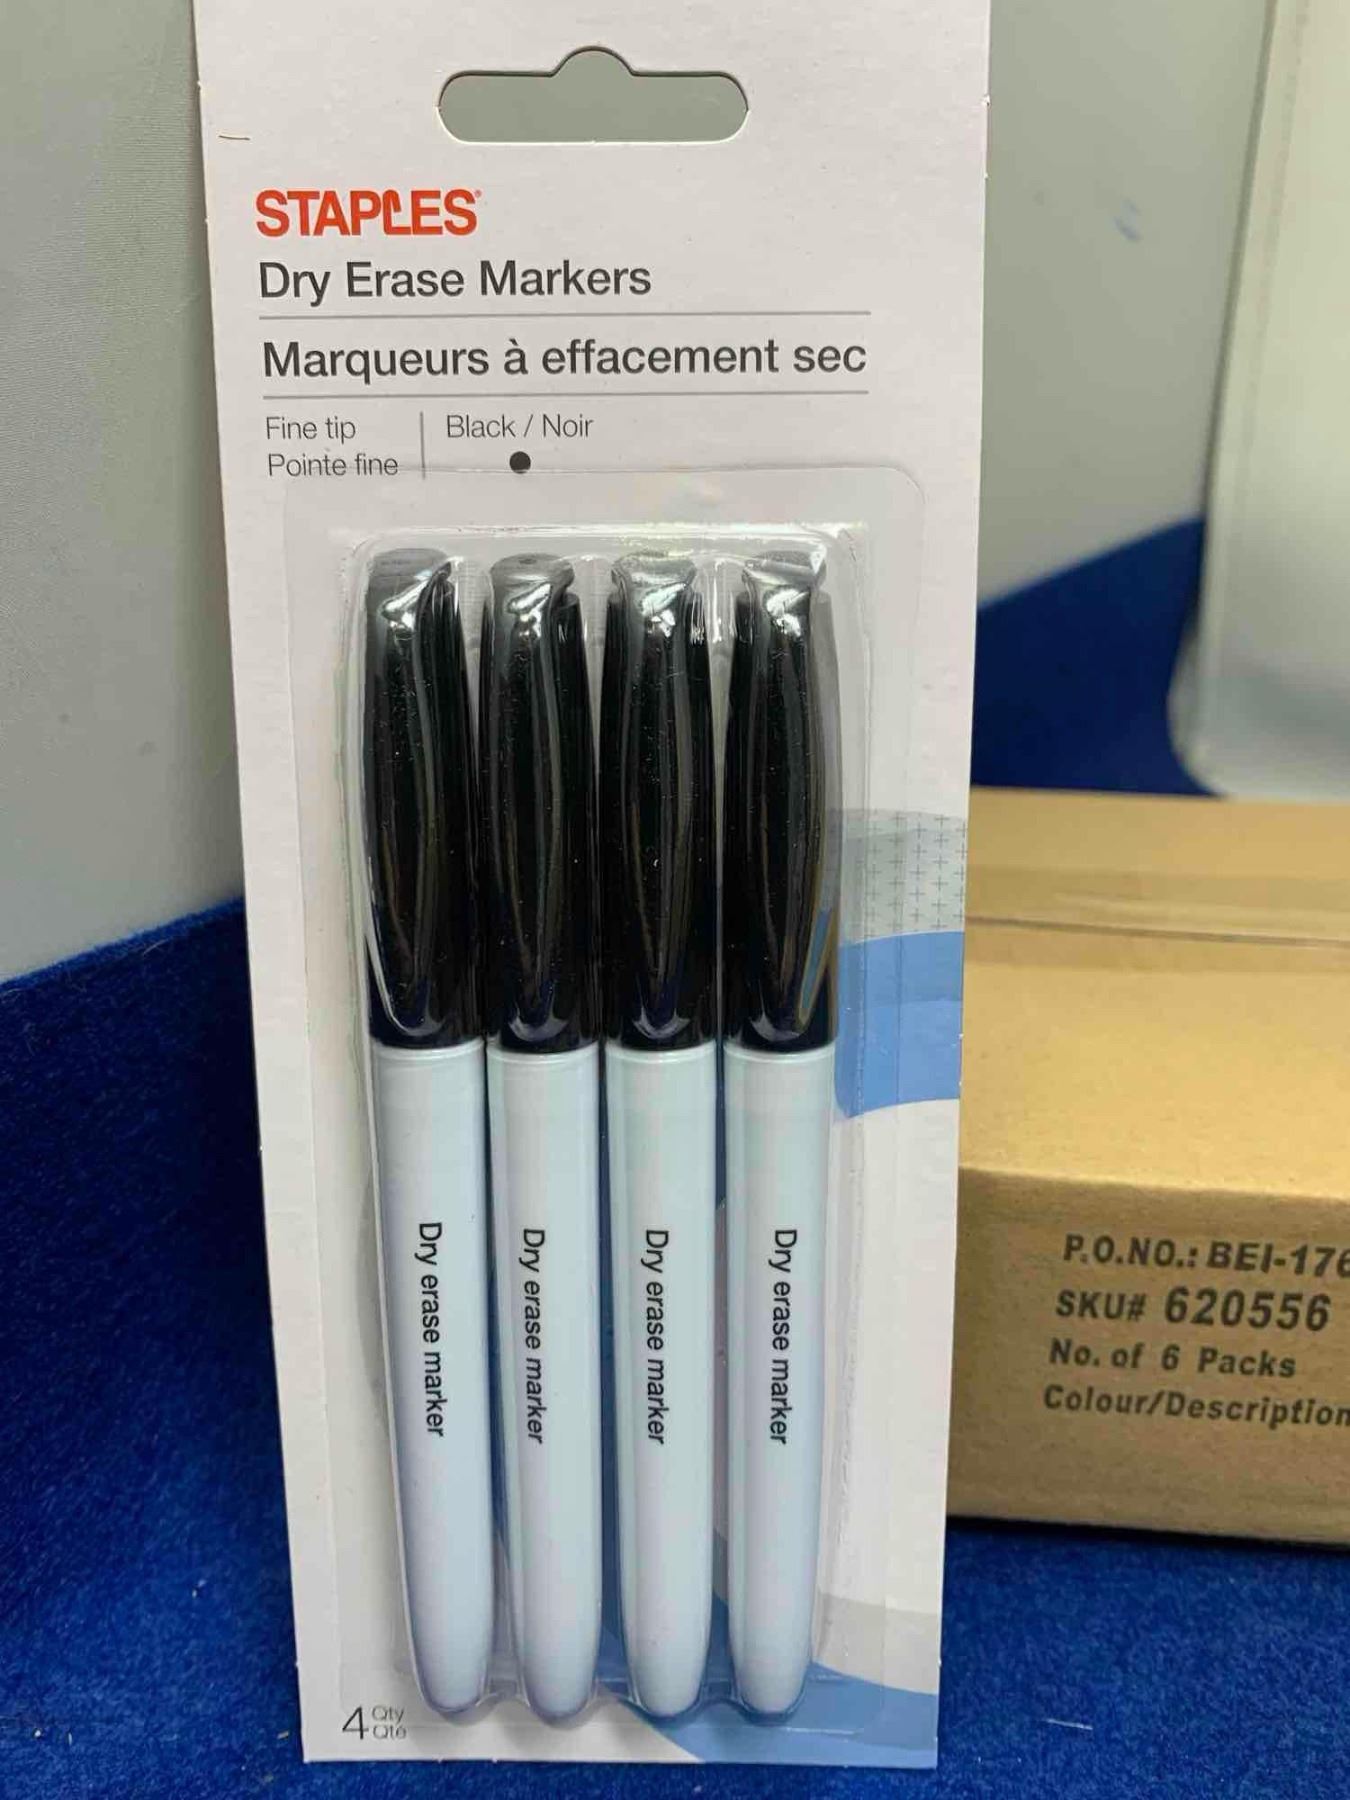 STAPLES®
Dry Erase Markers
Marqueurs à effacement sec
Fine tip
Pointe fine
Black / Noir
Dry erase marker
Dry erase marker
Dry erase marker
Dry erase marker
4 Qty
Qté
P.O.NO.: BEI-176
SKU# 620556
No. of 6 Packs
Colour/Description